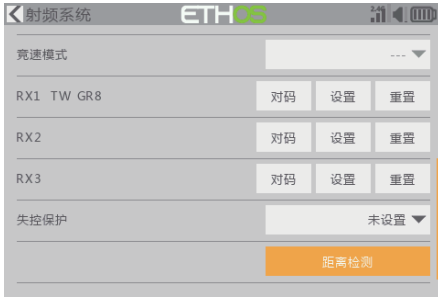 射频系统 ETHOS 2.4G
竞速模式 ---
RX1 TW GR8 对码 设置 重置
RX2 对码 设置 重置
RX3 对码 设置 重置
失控保护 未设置
距离检测